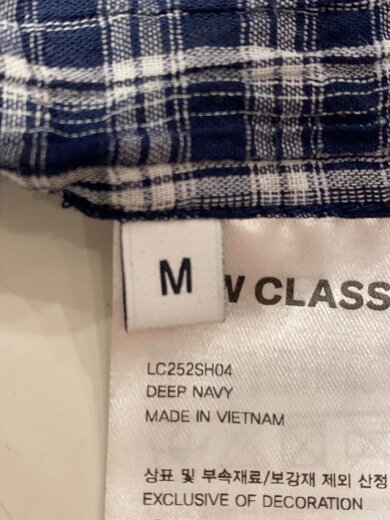 M
W CLASS
LC252SH04
DEEP NAVY
MADE IN VIETNAM
상표 및 부속재료/보강재 제외 산정
EXCLUSIVE OF DECORATION